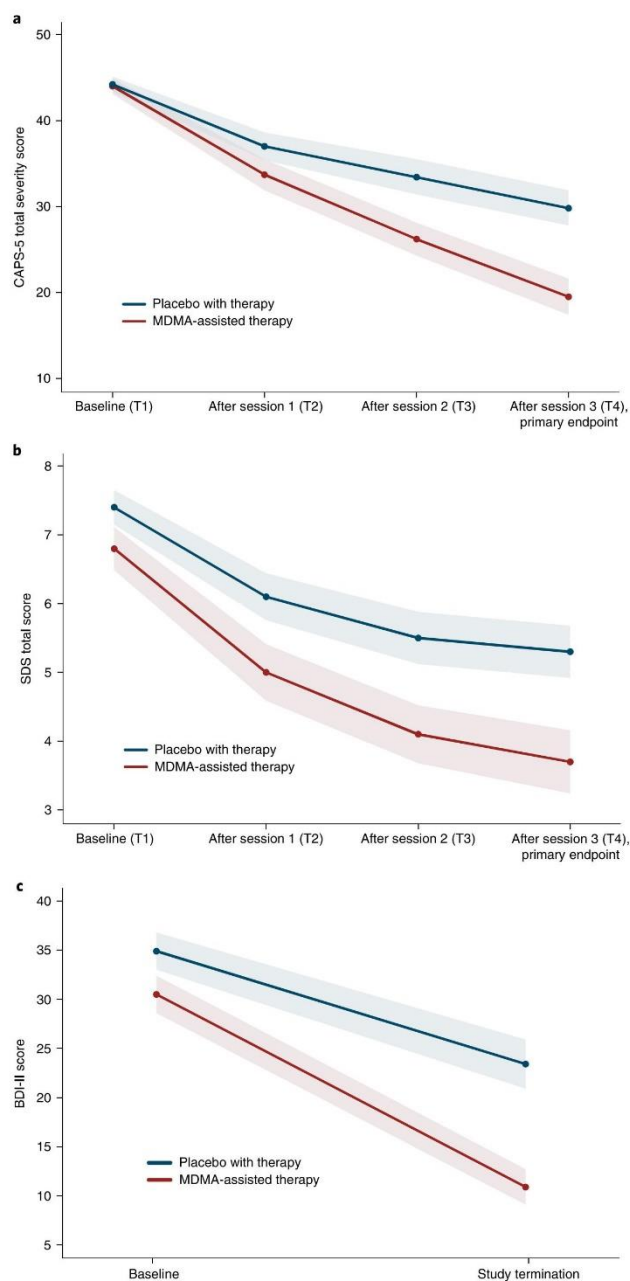 a
50
40
30
20
10
CAPS-5 total severity score
Placebo with therapy
MDMA-assisted therapy
Baseline (T1)
After session 1 (T2)
After session 2 (T3)
After session 3 (T4),
primary endpoint
b
8
7
6
5
4
3
SDS total score
Placebo with therapy
MDMA-assisted therapy
Baseline (T1)
After session 1 (T2)
After session 2 (T3)
After session 3 (T4),
primary endpoint
c
40
35
30
25
20
15
10
5
BDI-II score
Placebo with therapy
MDMA-assisted therapy
Baseline
Study termination